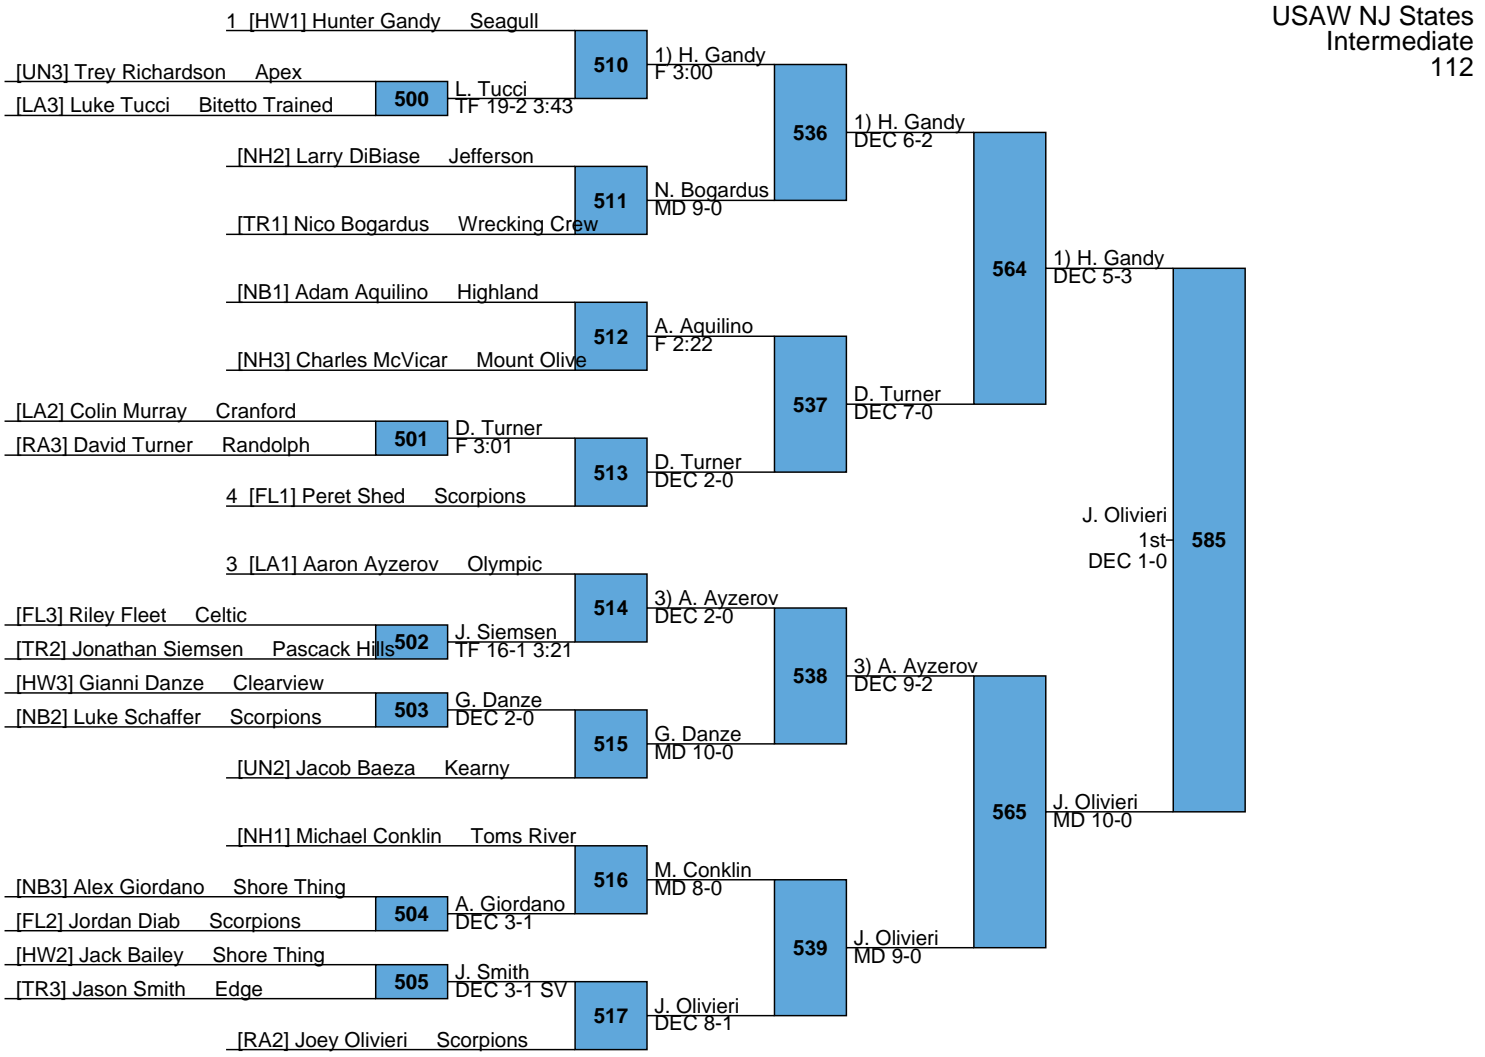 USAW NJ States
Intermediate
112
1 [HW1] Hunter Gandy Seagull
[UN3] Trey Richardson Apex
[LA3] Luke Tucci Bitetto Trained
500
L. Tucci
TF 19-2 3:43
510
1) H. Gandy
F 3:00
[NH2] Larry DiBiase Jefferson
[TR1] Nico Bogardus Wrecking Crew
511
N. Bogardus
MD 9-0
536
1) H. Gandy
DEC 6-2
[NB1] Adam Aquilino Highland
[NH3] Charles McVicar Mount Olive
512
A. Aquilino
F 2:22
[LA2] Colin Murray Cranford
[RA3] David Turner Randolph
501
D. Turner
F 3:01
4 [FL1] Peret Shed Scorpions
513
D. Turner
DEC 2-0
537
D. Turner
DEC 7-0
564
1) H. Gandy
DEC 5-3
3 [LA1] Aaron Ayzerov Olympic
[FL3] Riley Fleet Celtic
[TR2] Jonathan Siemsen Pascack Hills
502
J. Siemsen
TF 16-1 3:21
514
3) A. Ayzerov
DEC 2-0
[HW3] Gianni Danze Clearview
[NB2] Luke Schaffer Scorpions
503
G. Danze
DEC 2-0
[UN2] Jacob Baeza Kearny
515
G. Danze
MD 10-0
538
3) A. Ayzerov
DEC 9-2
[NH1] Michael Conklin Toms River
[NB3] Alex Giordano Shore Thing
[FL2] Jordan Diab Scorpions
504
A. Giordano
DEC 3-1
516
M. Conklin
MD 8-0
[HW2] Jack Bailey Shore Thing
[TR3] Jason Smith Edge
505
J. Smith
DEC 3-1 SV
[RA2] Joey Olivieri Scorpions
517
J. Olivieri
DEC 8-1
539
J. Olivieri
MD 9-0
565
J. Olivieri
MD 10-0
585
J. Olivieri
1st
DEC 1-0